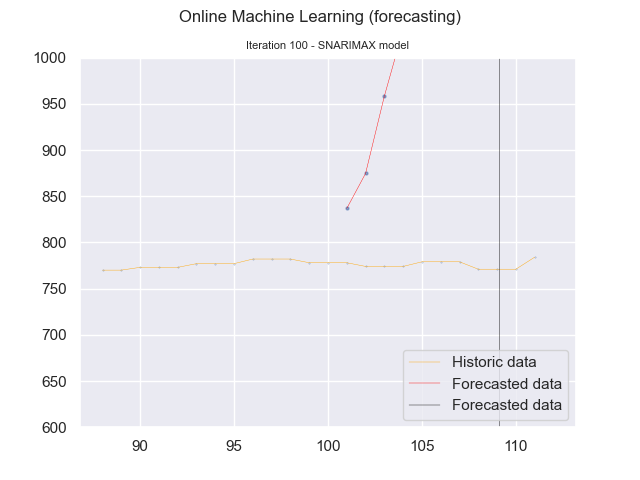 Online Machine Learning (forecasting)
Iteration 100 - SNARIMAX model
1000
950
900
850
800
750
700
650
600
Historic data
Forecasted data
Forecasted data
90
95
100
105
110